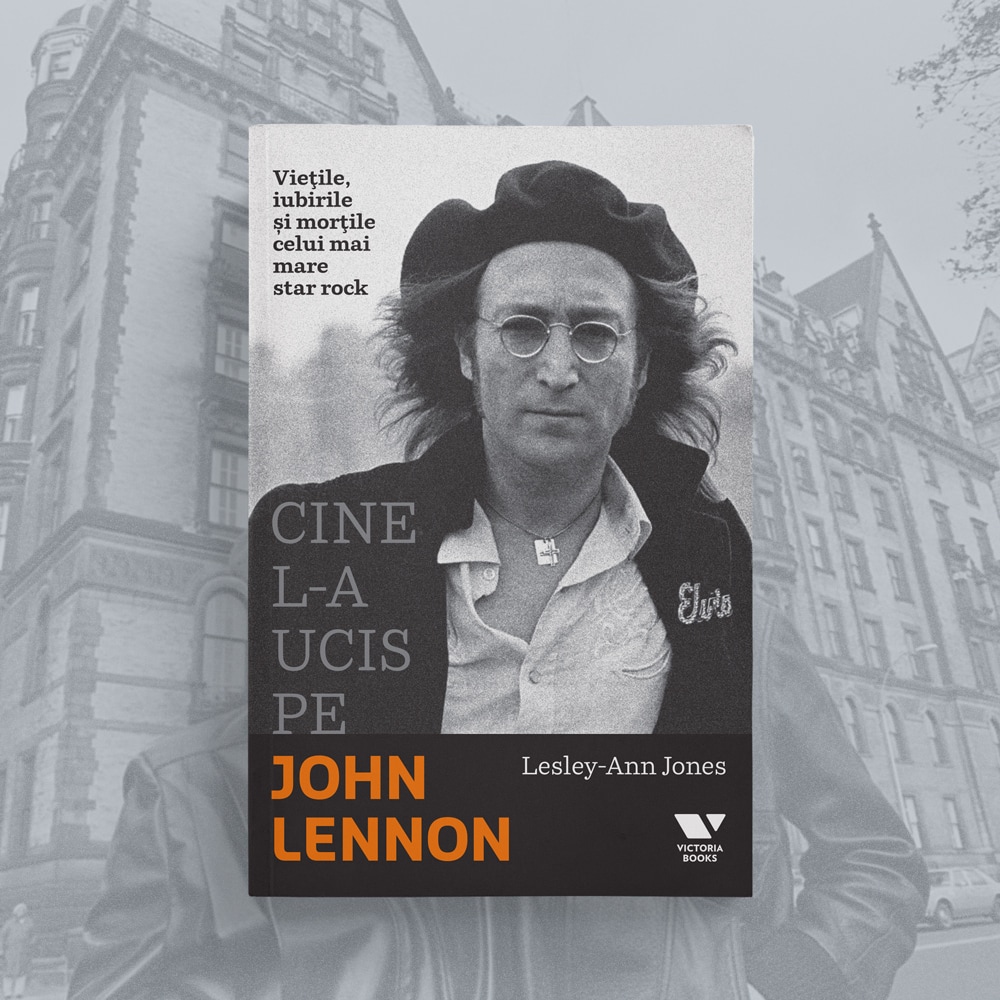 Viețile,
iubirile
și morțile
celui mai
mare
star rock
CINE
L-A
UCIS
PE
JOHN
LENNON
Lesley-Ann Jones
VICTORIA
BOOKS
Elvis